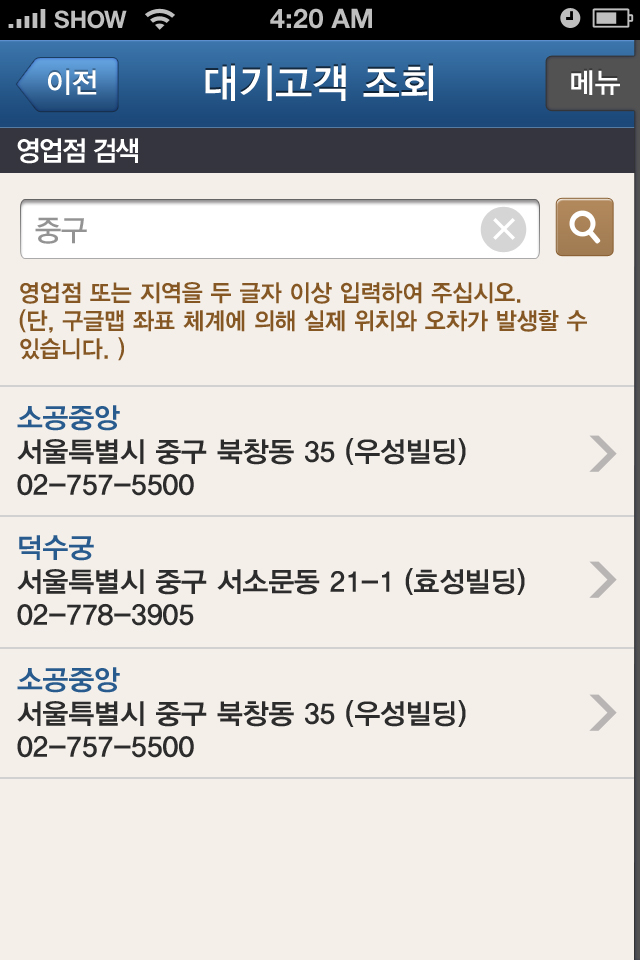 SHOW 4:20 AM
이전 대기고객 조회 메뉴
영업점 검색
중구
영업점 또는 지역을 두 글자 이상 입력하여 주십시오.
(단, 구글맵 좌표 체계에 의해 실제 위치와 오차가 발생할 수
있습니다. )
소공중앙
서울특별시 중구 북창동 35 (우성빌딩)
02-757-5500
덕수궁
서울특별시 중구 서소문동 21-1 (효성빌딩)
02-778-3905
소공중앙
서울특별시 중구 북창동 35 (우성빌딩)
02-757-5500